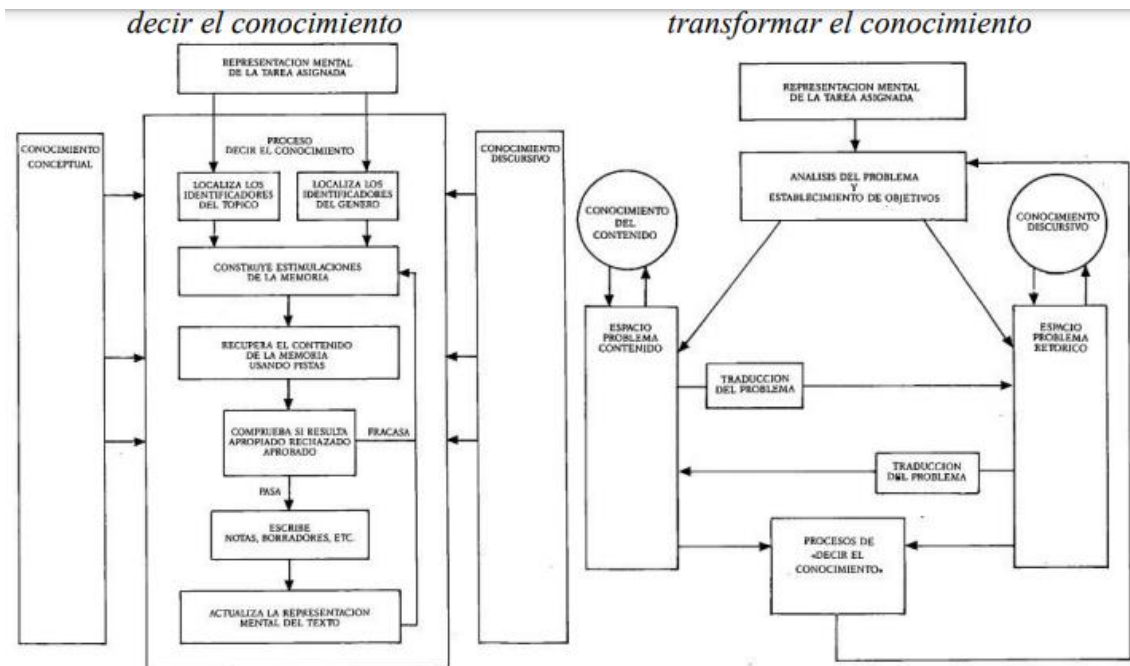 decir el conocimiento
REPRESENTACION MENTAL
DE LA TAREA ASIGNADA
CONOCIMIENTO
CONCEPTUAL
PROCESO
DECIR EL CONOCIMIENTO
CONOCIMIENTO
DISCURSIVO
LOCALIZA LOS
IDENTIFICADORES
DEL TOPICO
LOCALIZA LOS
IDENTIFICADORES
DEL GENERO
CONSTRUYE ESTIMULACIONES
DE LA MEMORIA
RECUPERA EL CONTENIDO
DE LA MEMORIA
USANDO PISTAS
COMPRUEBA SI RESULTA
APROPIADO RECHAZADO
APROBADO
FRACASA
PASA
ESCRIBE
NOTAS, BORRADORES, ETC.
ACTUALIZA LA REPRESENTACION
MENTAL DEL TEXTO
transformar el conocimiento
REPRESENTACION MENTAL
DE LA TAREA ASIGNADA
ANALISIS DEL PROBLEMA
Y
ESTABLECIMIENTO DE OBJETIVOS
CONOCIMIENTO
DEL
CONTENIDO
CONOCIMIENTO
DISCURSIVO
ESPACIO
PROBLEMA
CONTENIDO
ESPACIO
PROBLEMA
RETORICO
TRADUCCION
DEL PROBLEMA
TRADUCCION
DEL PROBLEMA
PROCESOS DE
«DECIR EL
CONOCIMIENTO»